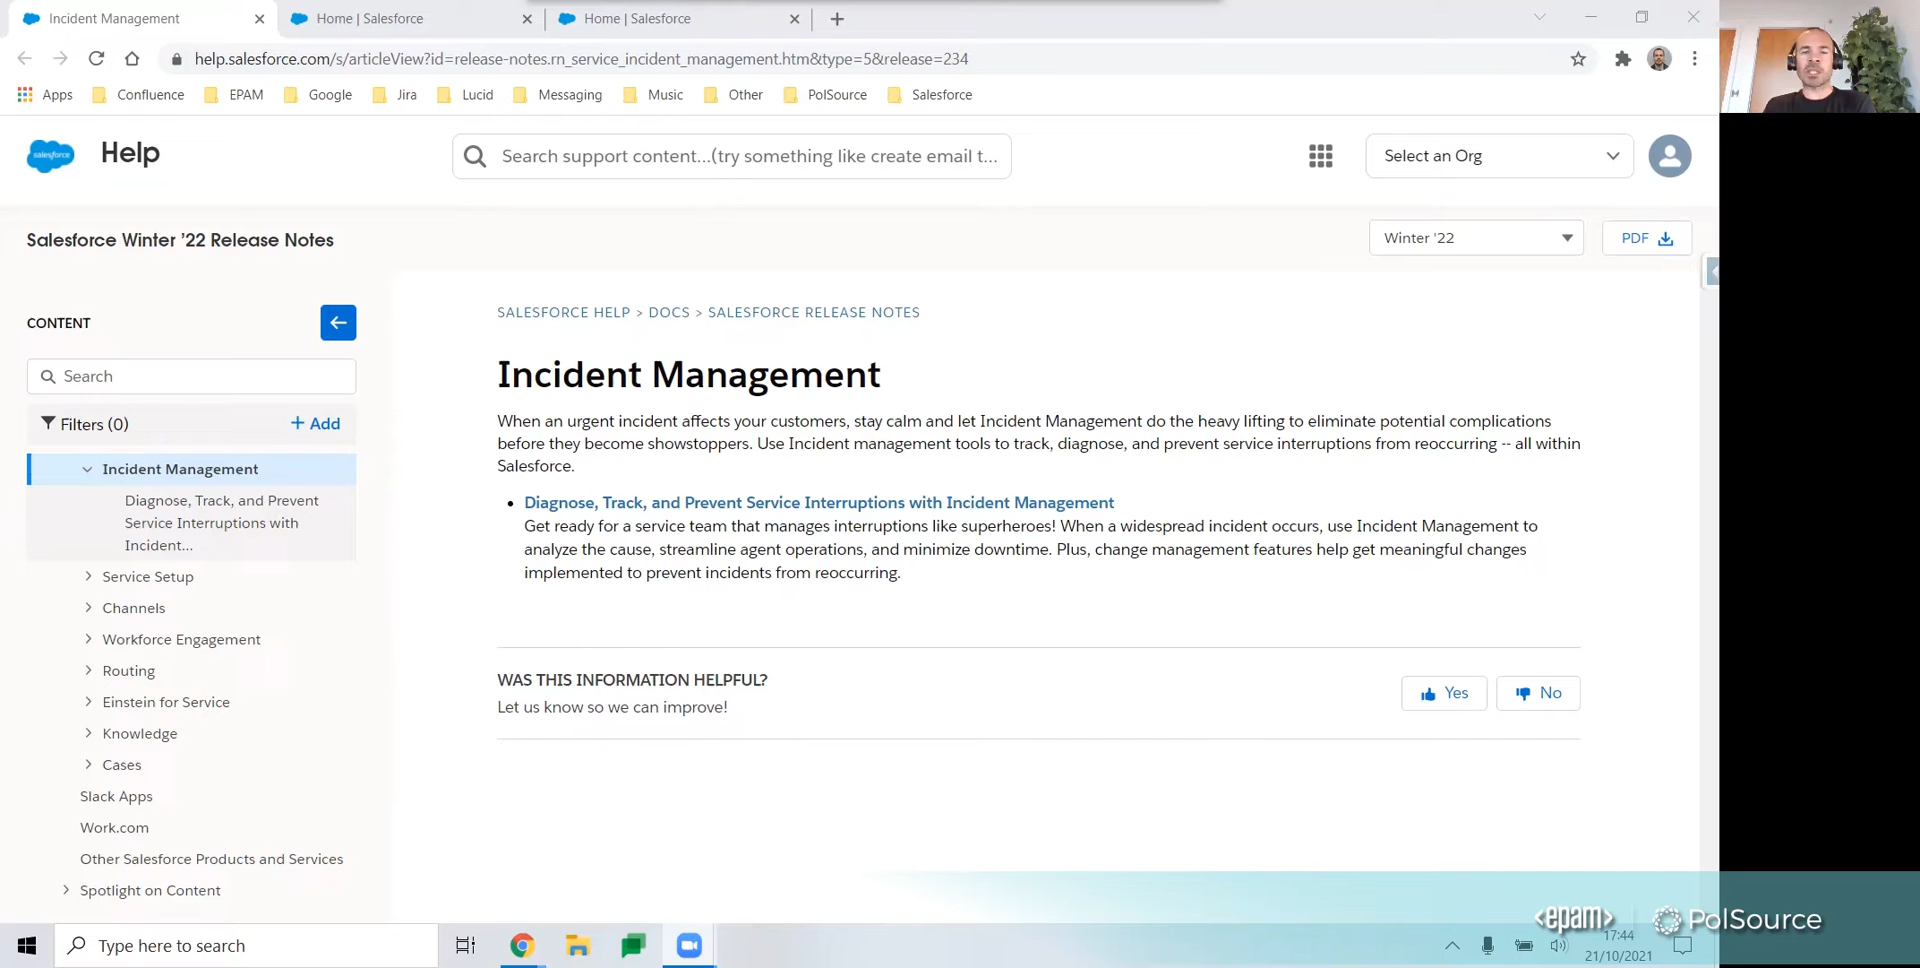 Incident Management
Home | Salesforce
Home | Salesforce
help.salesforce.com/s/articleView?id=release-notes.rn_service_incident_management.htm&type=5&release=234
Apps
Confluence
EPAM
Google
Jira
Lucid
Messaging
Music
Other
PolSource
Salesforce
salesforce
Help
Search support content...(try something like create email t...
Select an Org
Salesforce Winter ’22 Release Notes
Winter '22
PDF
CONTENT
Search
Filters (0)
+ Add
Incident Management
Diagnose, Track, and Prevent
Service Interruptions with
Incident...
Service Setup
Channels
Workforce Engagement
Routing
Einstein for Service
Knowledge
Cases
Slack Apps
Work.com
Other Salesforce Products and Services
Spotlight on Content
SALESFORCE HELP > DOCS > SALESFORCE RELEASE NOTES
Incident Management
When an urgent incident affects your customers, stay calm and let Incident Management do the heavy lifting to eliminate potential complications
before they become showstoppers. Use Incident management tools to track, diagnose, and prevent service interruptions from reoccurring -- all within
Salesforce.
• Diagnose, Track, and Prevent Service Interruptions with Incident Management
Get ready for a service team that manages interruptions like superheroes! When a widespread incident occurs, use Incident Management to
analyze the cause, streamline agent operations, and minimize downtime. Plus, change management features help get meaningful changes
implemented to prevent incidents from reoccurring.
WAS THIS INFORMATION HELPFUL?
Let us know so we can improve!
Yes
No
<epam>
PolSource
Type here to search
17:44
21/10/2021